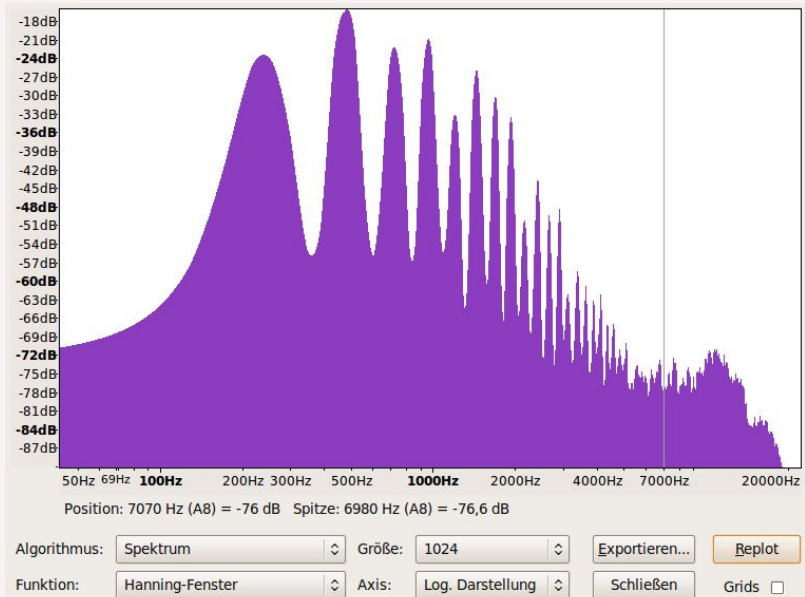 -18dB
-21dB
-24dB
-27dB
-30dB
-33dB
-36dB
-39dB
-42dB
-45dB
-48dB
-51dB
-54dB
-57dB
-60dB
-63dB
-66dB
-69dB
-72dB
-75dB
-78dB
-81dB
-84dB
-87dB
50Hz 69Hz 100Hz 200Hz 300Hz 500Hz 1000Hz 2000Hz 4000Hz 7000Hz 20000Hz
Position: 7070 Hz (A8) = -76 dB Spitze: 6980 Hz (A8) = -76,6 dB
Algorithmus: Spektrum Größe: 1024 Exportieren... Replot
Funktion: Hanning-Fenster Axis: Log. Darstellung Schließen Grids